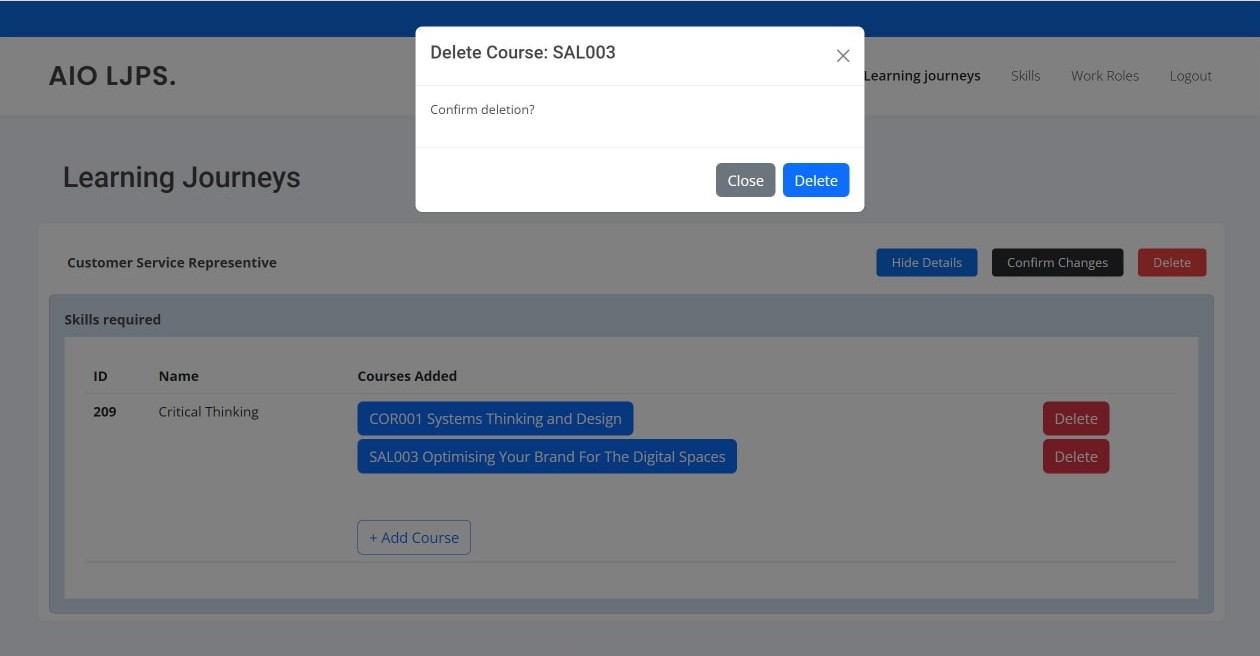 Delete Course: SAL003
AIO LJPS.
Learning journeys Skills Work Roles Logout
Confirm deletion?
Close Delete
Learning Journeys
Customer Service Representive Hide Details Confirm Changes Delete
Skills required
ID Name Courses Added
209 Critical Thinking COR001 Systems Thinking and Design Delete
SAL003 Optimising Your Brand For The Digital Spaces Delete
+ Add Course